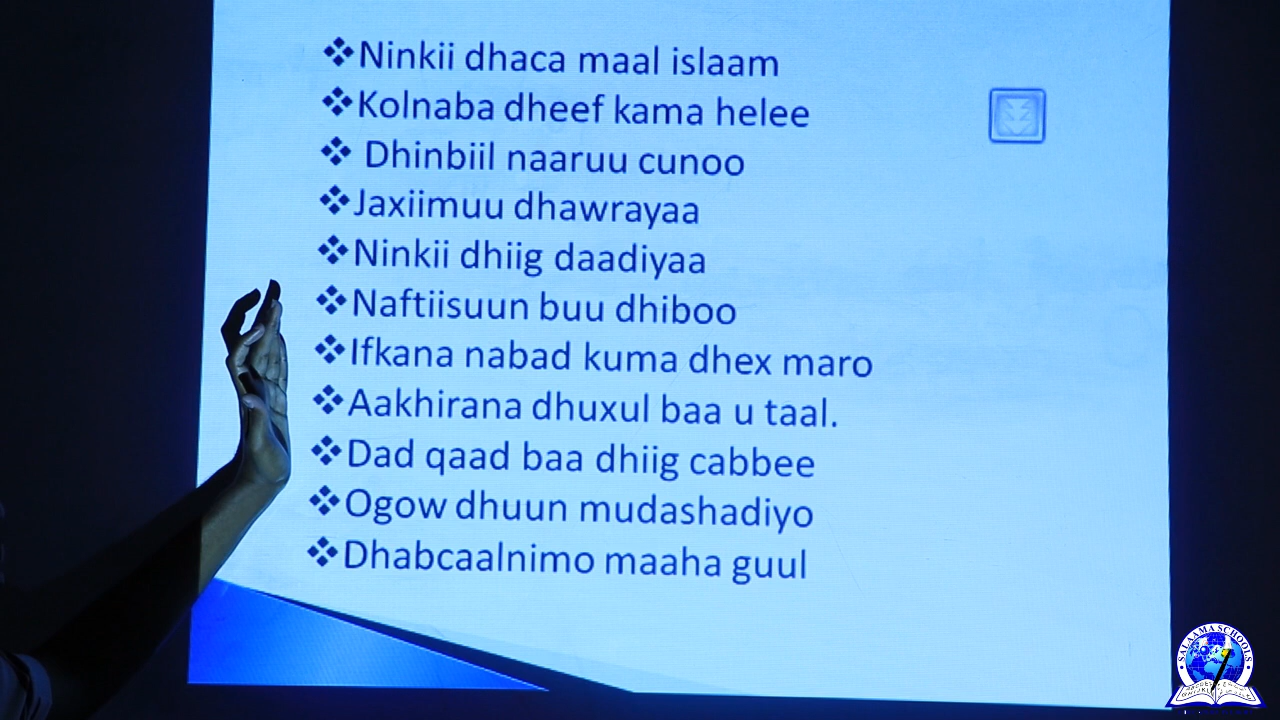 ❖Ninkii dhaca maal islaam
❖Kolnaba dheef kama helee
❖ Dhinbiil naaruu cunoo
❖Jaxiimuu dhawrayaa
❖Ninkii dhiig daadiyaa
❖Naftiisuun buu dhiboo
❖Ifkana nabad kuma dhex maro
❖Aakhirana dhuxul baa u taal.
❖Dad qaad baa dhiig cabbee
❖Ogow dhuun mudashadiyo
❖Dhabcaalnimo maaha guul
SALAAMA SCHOOLS